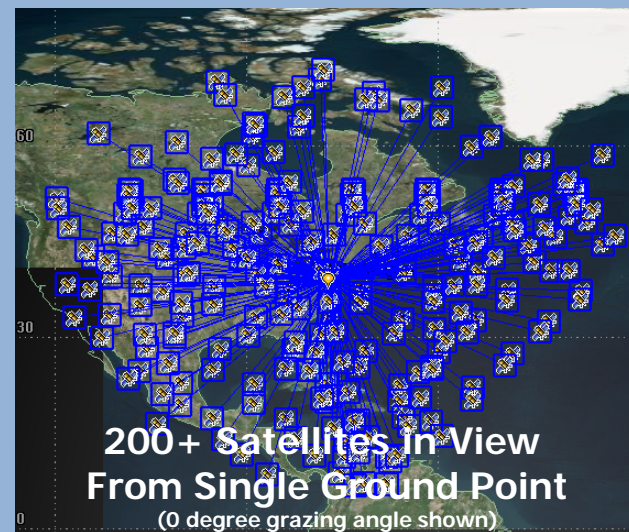 60
30
200+ Satellites in View
From Single Ground Point
(0 degree grazing angle shown)
0